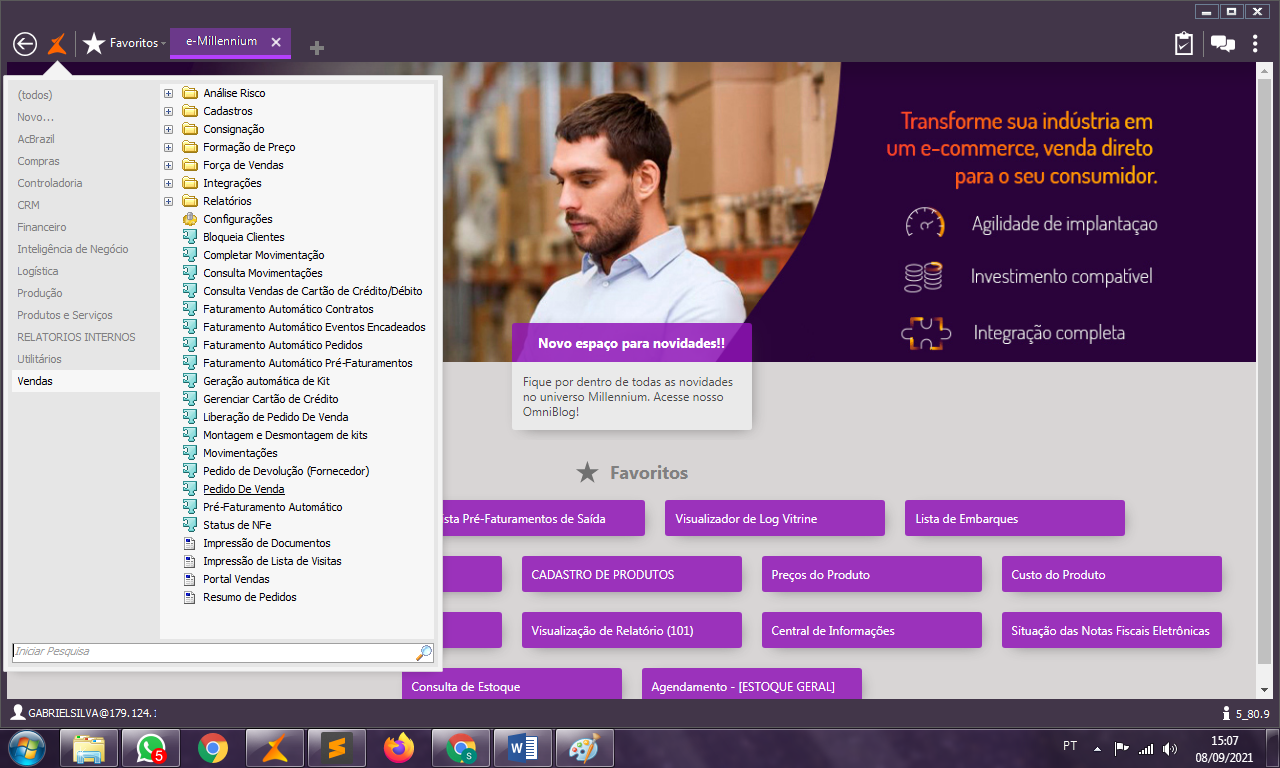 Favoritos
e-Millennium
(todos)
Novo...
AcBrazil
Compras
Controladoria
CRM
Financeiro
Inteligência de Negócio
Logística
Produção
Produtos e Serviços
RELATORIOS INTERNOS
Utilitários
Vendas
Análise Risco
Cadastros
Consignação
Formação de Preço
Força de Vendas
Integrações
Relatórios
Configurações
Bloqueia Clientes
Completar Movimentação
Consulta Movimentações
Consulta Vendas de Cartão de Crédito/Débito
Faturamento Automático Contratos
Faturamento Automático Eventos Encadeados
Faturamento Automático Pedidos
Faturamento Automático Pré-Faturamentos
Geração automática de Kit
Gerenciar Cartão de Crédito
Liberação de Pedido De Venda
Montagem e Desmontagem de kits
Movimentações
Pedido de Devolução (Fornecedor)
Pedido De Venda
Pré-Faturamento Automático
Status de NFe
Impressão de Documentos
Impressão de Lista de Visitas
Portal Vendas
Resumo de Pedidos
Iniciar Pesquisa
Transforme sua indústria em
um e-commerce, venda direto
para o seu consumidor.
Agilidade de implantaçao
Investimento compatível
Integração completa
Novo espaço para novidades!!
Fique por dentro de todas as novidades
no universo Millennium. Acesse nosso
OmniBlog!
Favoritos
sta Pré-Faturamentos de Saída
Visualizador de Log Vitrine
Lista de Embarques
CADASTRO DE PRODUTOS
Preços do Produto
Custo do Produto
Visualização de Relatório (101)
Central de Informações
Situação das Notas Fiscais Eletrônicas
Consulta de Estoque
Agendamento - [ESTOQUE GERAL]
GABRIELSILVA@179.124.:
5_80.9
5
S
PT
15:07
08/09/2021